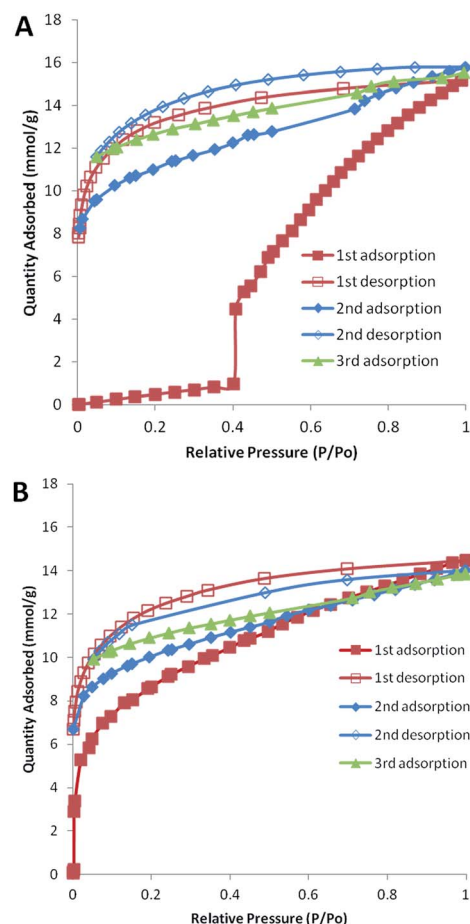 A
18
16
14
12
10
8
6
4
2
0
Quantity Adsorbed (mmol/g)
1st adsorption
1st desorption
2nd adsorption
2nd desorption
3rd adsorption
0 0.2 0.4 0.6 0.8 1
Relative Pressure (P/Po)
B
18
16
14
12
10
8
6
4
2
0
Quantity Adsorbed (mmol/g)
1st adsorption
1st desorption
2nd adsorption
2nd desorption
3rd adsorption
0 0.2 0.4 0.6 0.8 1
Relative Pressure (P/Po)